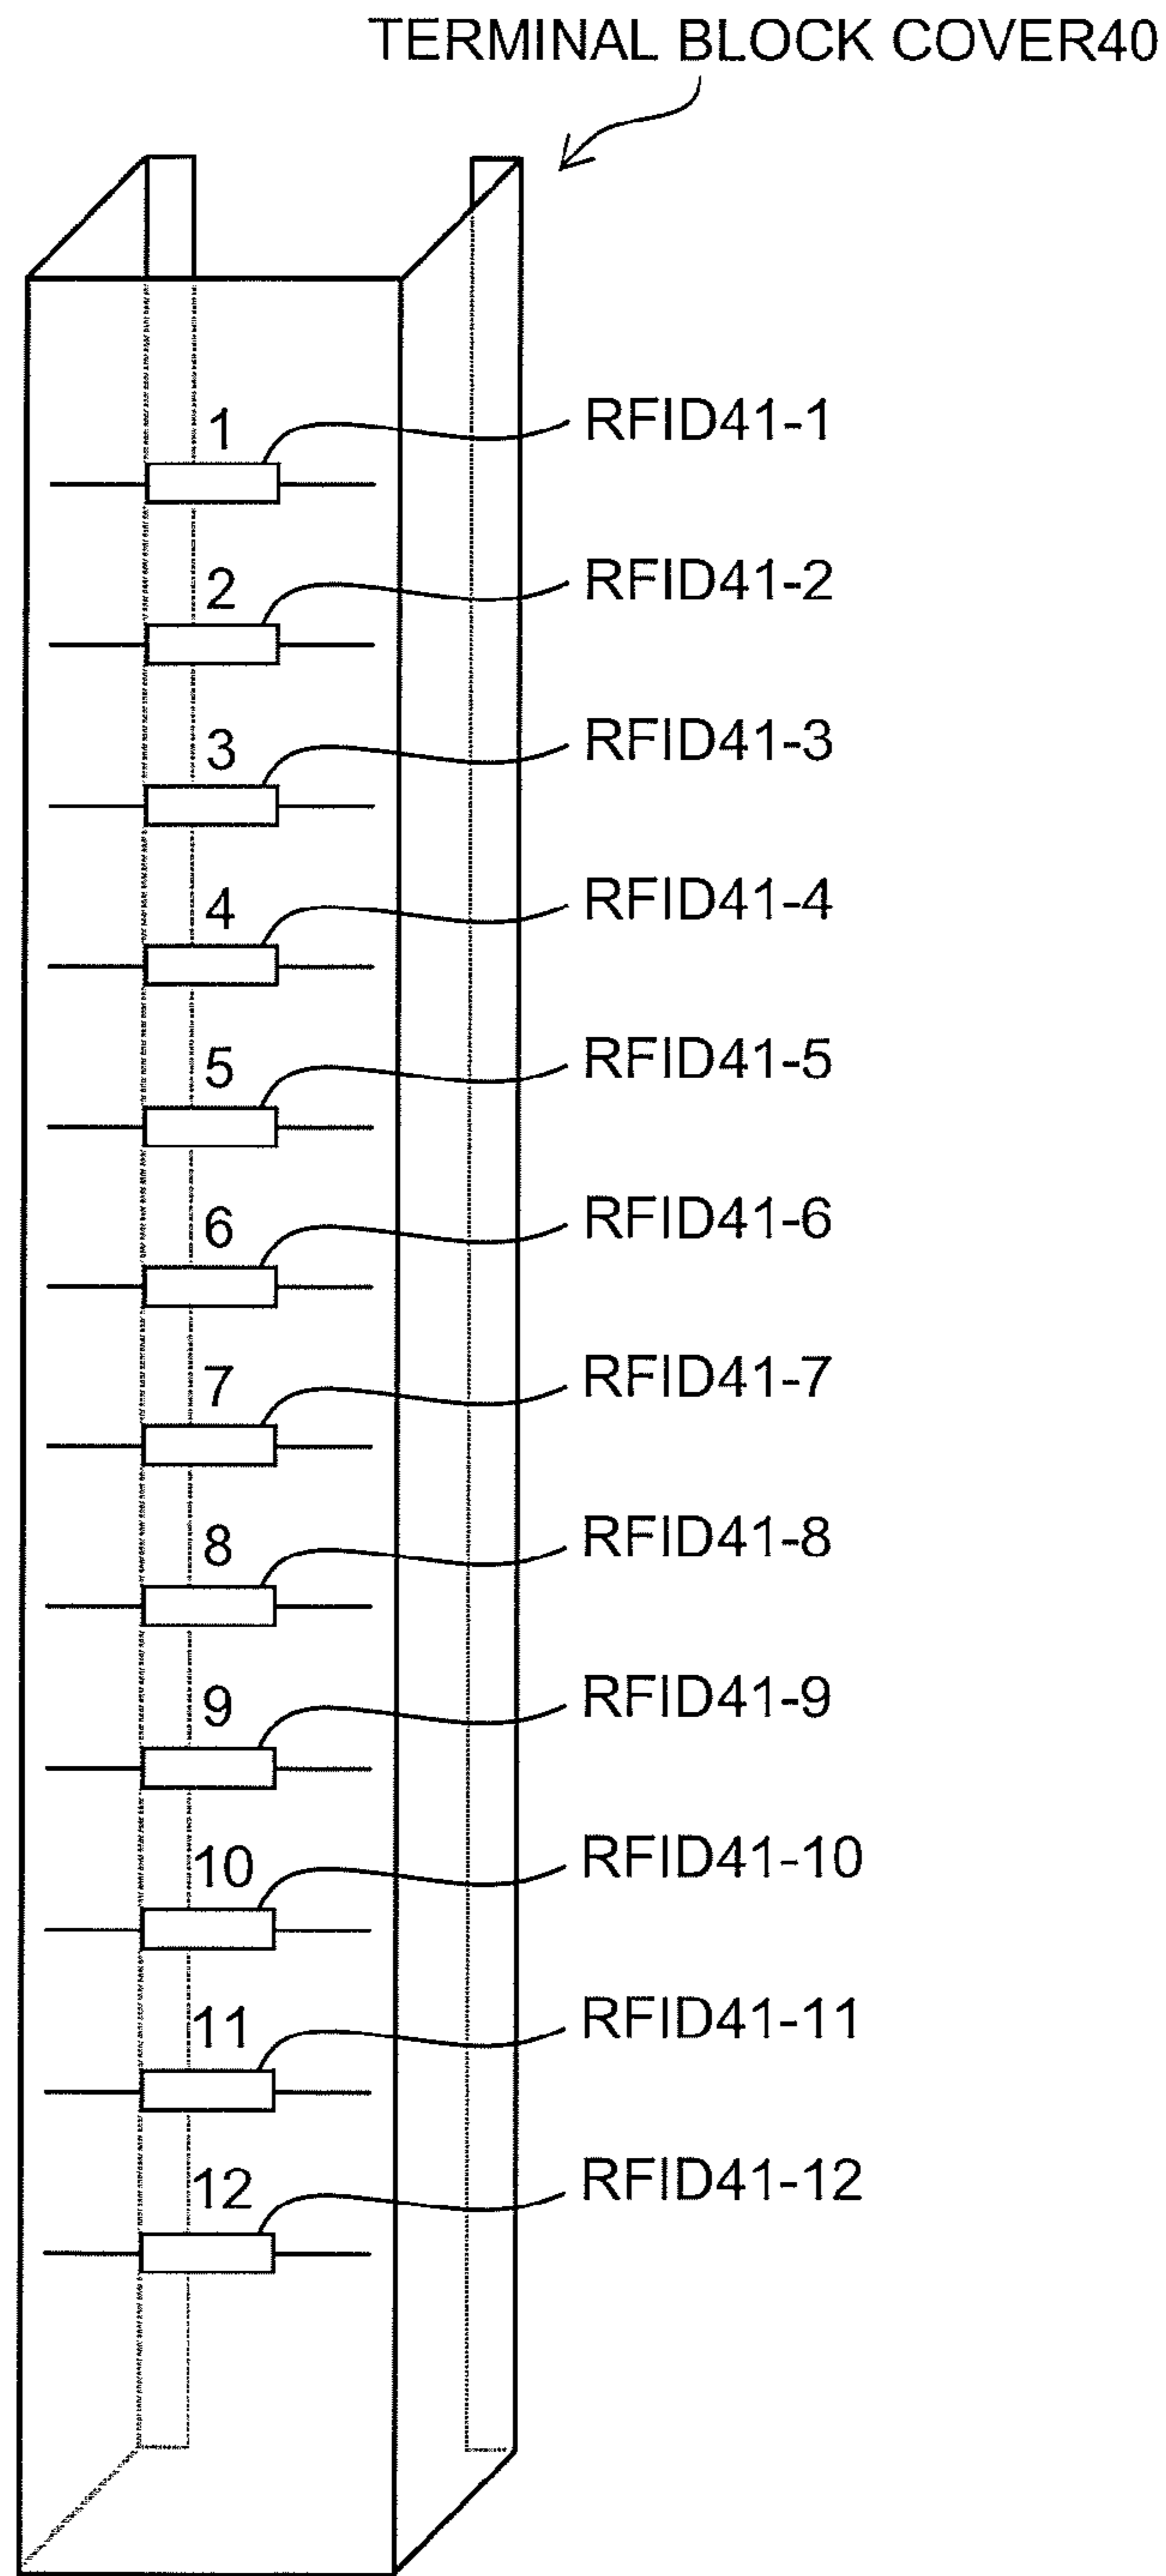 TERMINAL BLOCK COVER40
1 RFID41-1
2 RFID41-2
3 RFID41-3
4 RFID41-4
5 RFID41-5
6 RFID41-6
7 RFID41-7
8 RFID41-8
9 RFID41-9
10 RFID41-10
11 RFID41-11
12 RFID41-12